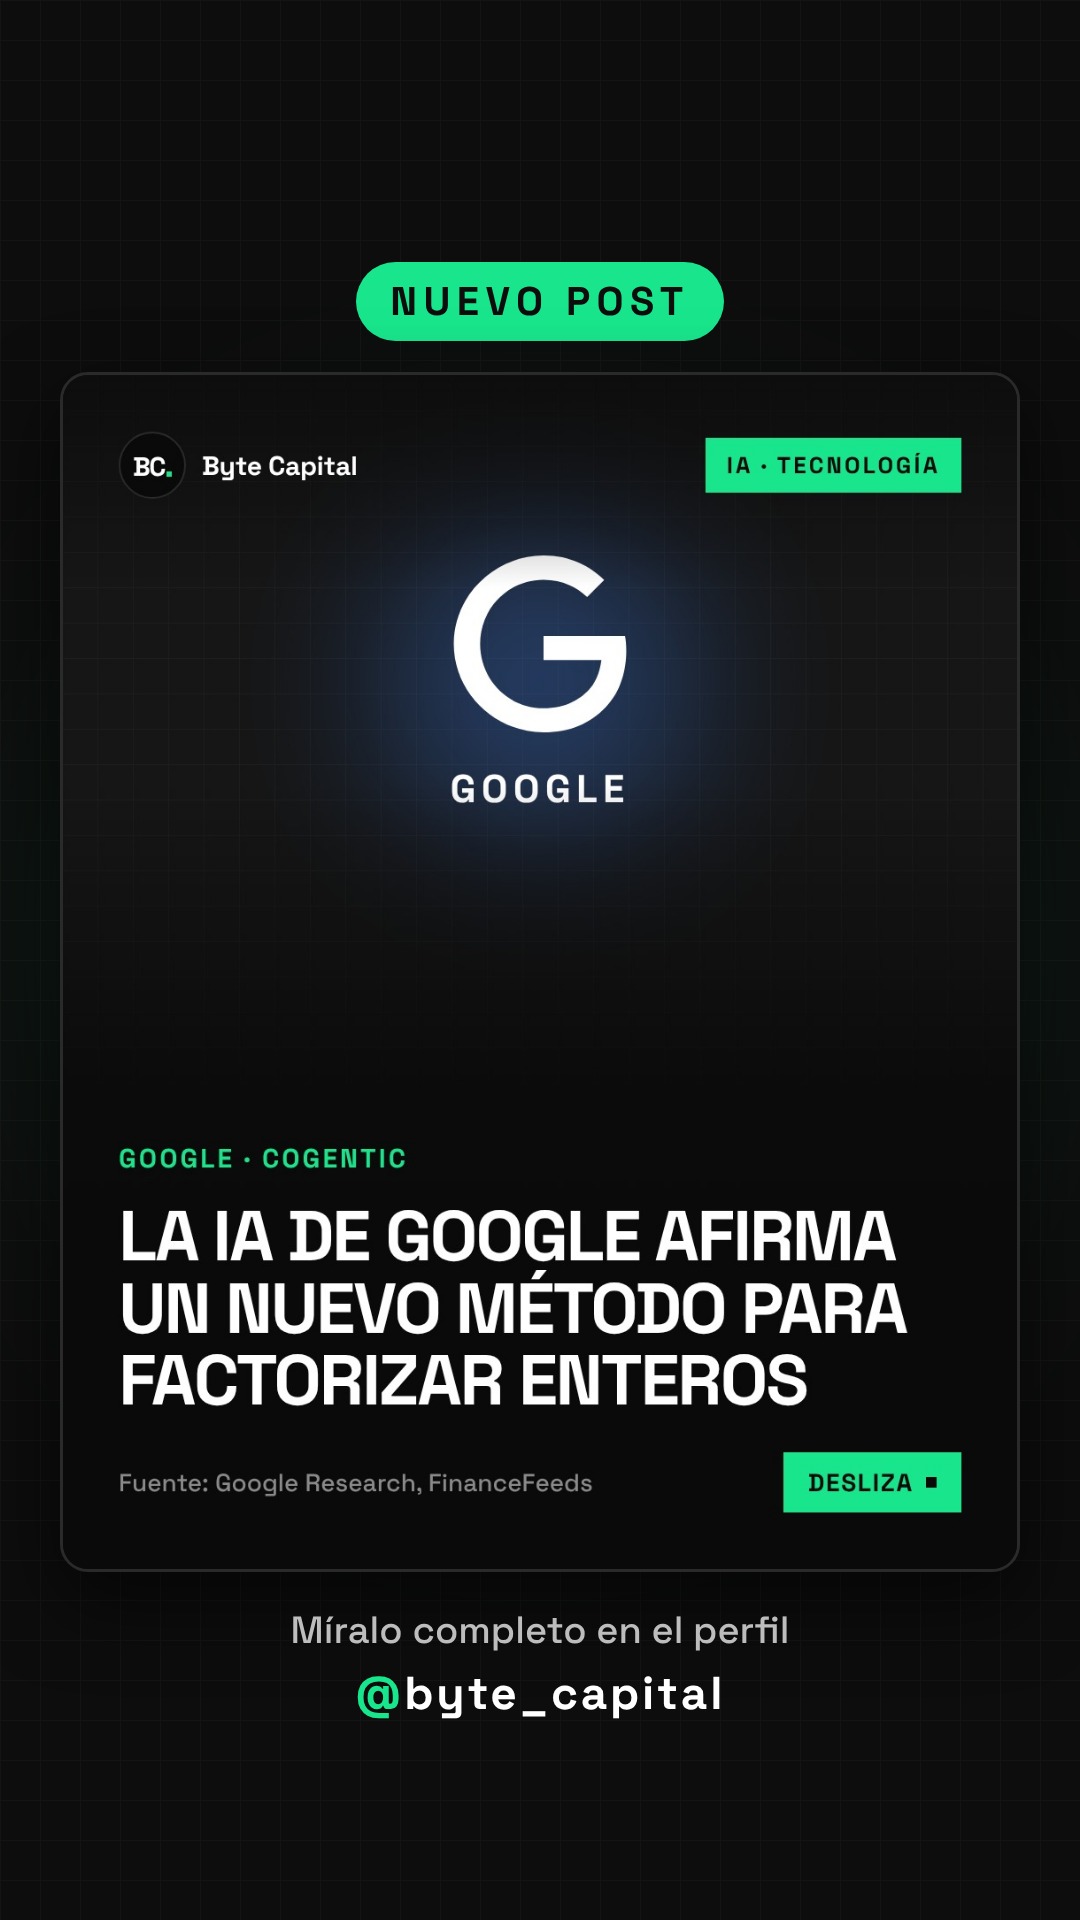 NUEVO POST
BC.
Byte Capital
IA · TECNOLOGÍA
GOOGLE
GOOGLE · COGENTIC
LA IA DE GOOGLE AFIRMA
UN NUEVO MÉTODO PARA
FACTORIZAR ENTEROS
Fuente: Google Research, FinanceFeeds
DESLIZA ▪
Míralo completo en el perfil
@byte_capital